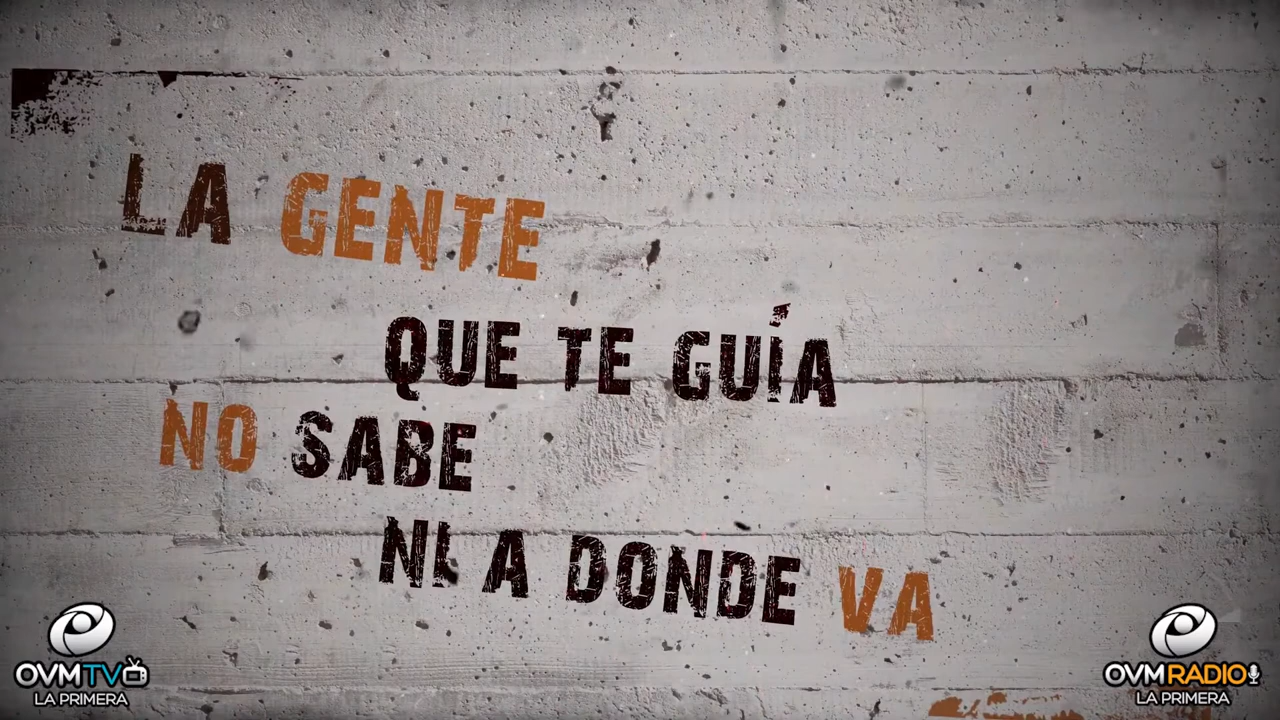 LA GENTE
QUE TE GUÍA
NO SABE
NI A DONDE VA
OVMTV
LA PRIMERA
OVMRADIO
LA PRIMERA